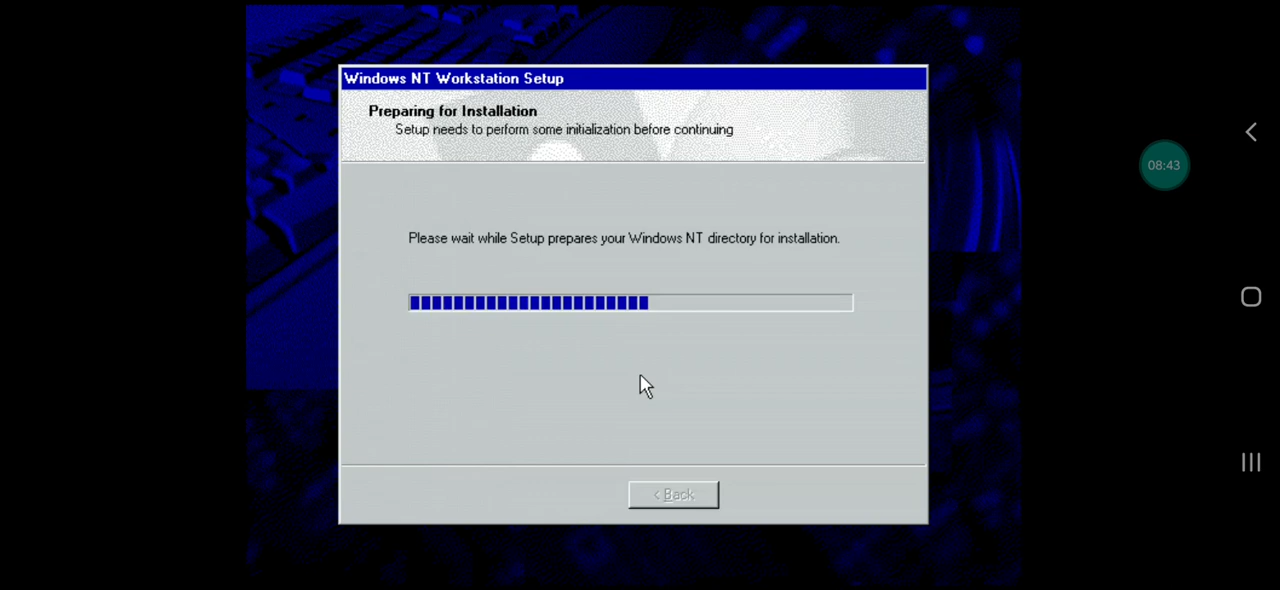 Windows NT Workstation Setup
Preparing for Installation
Setup needs to perform some initialization before continuing
08:43
Please wait while Setup prepares your Windows NT directory for installation.
< Back